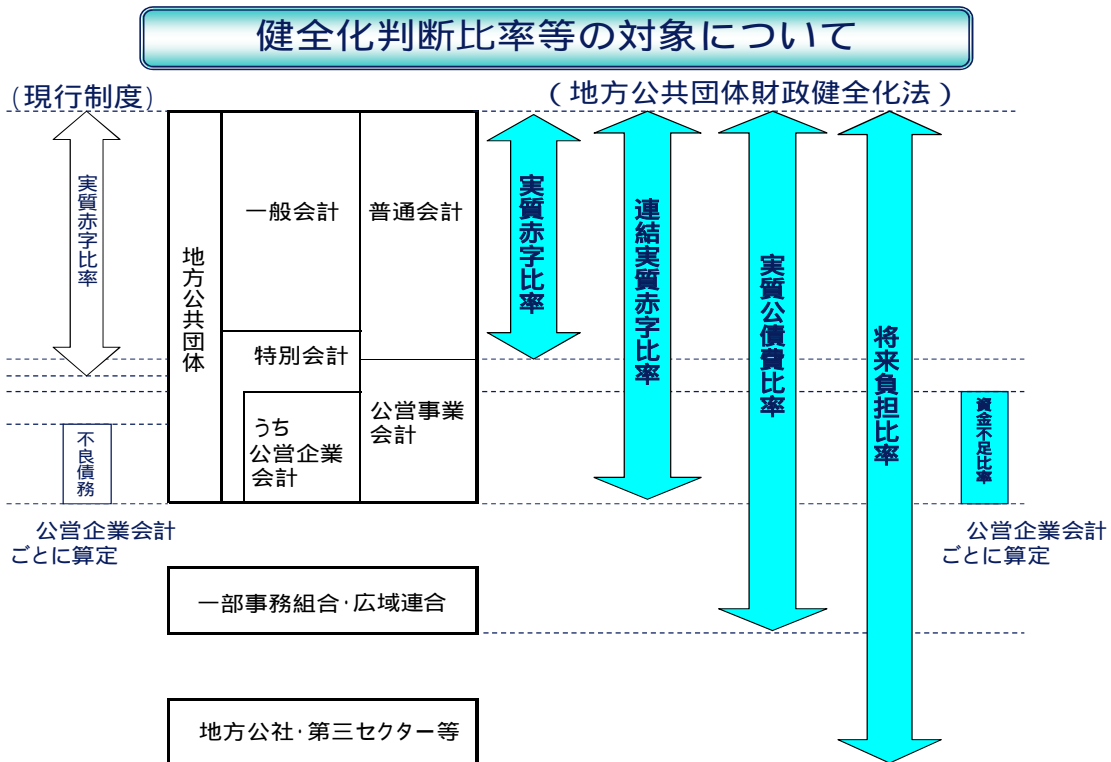 健全化判断比率等の対象について
(現行制度)
(地方公共団体財政健全化法)
実質赤字比率
地方公共団体
一般会計
普通会計
特別会計
うち
公営企業
会計
公営事業
会計
実質赤字比率
連結実質赤字比率
実質公債費比率
将来負担比率
不良債務
資金不足比率
公営企業会計
ごとに算定
公営企業会計
ごとに算定
一部事務組合・広域連合
地方公社・第三セクター等